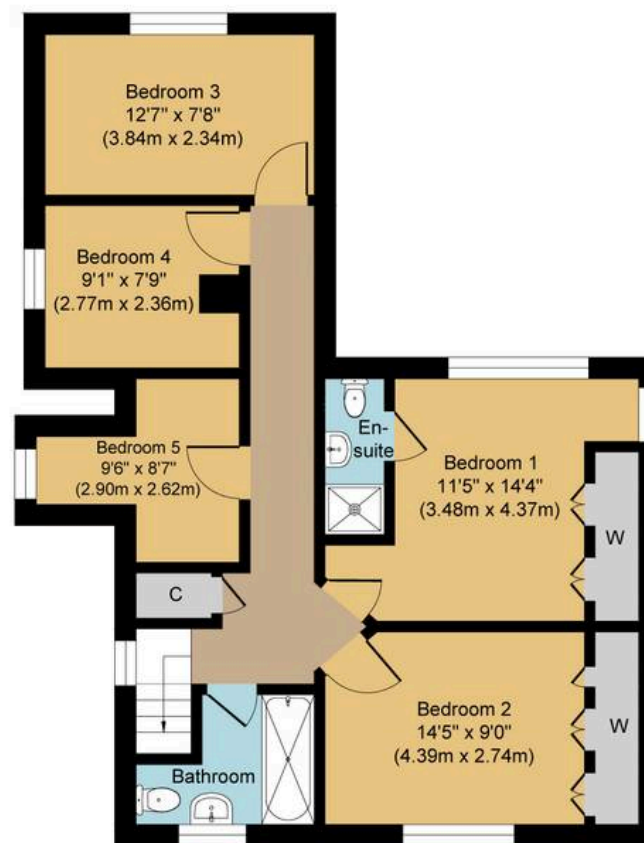 Bedroom 3
12'7" x 7'8"
(3.84m x 2.34m)
Bedroom 4
9'1" x 7'9"
(2.77m x 2.36m)
Bedroom 5
9'6" x 8'7"
(2.90m x 2.62m)
En-
suite
Bedroom 1
11'5" x 14'4"
(3.48m x 4.37m)
W
C
Bedroom 2
14'5" x 9'0"
(4.39m x 2.74m)
W
Bathroom